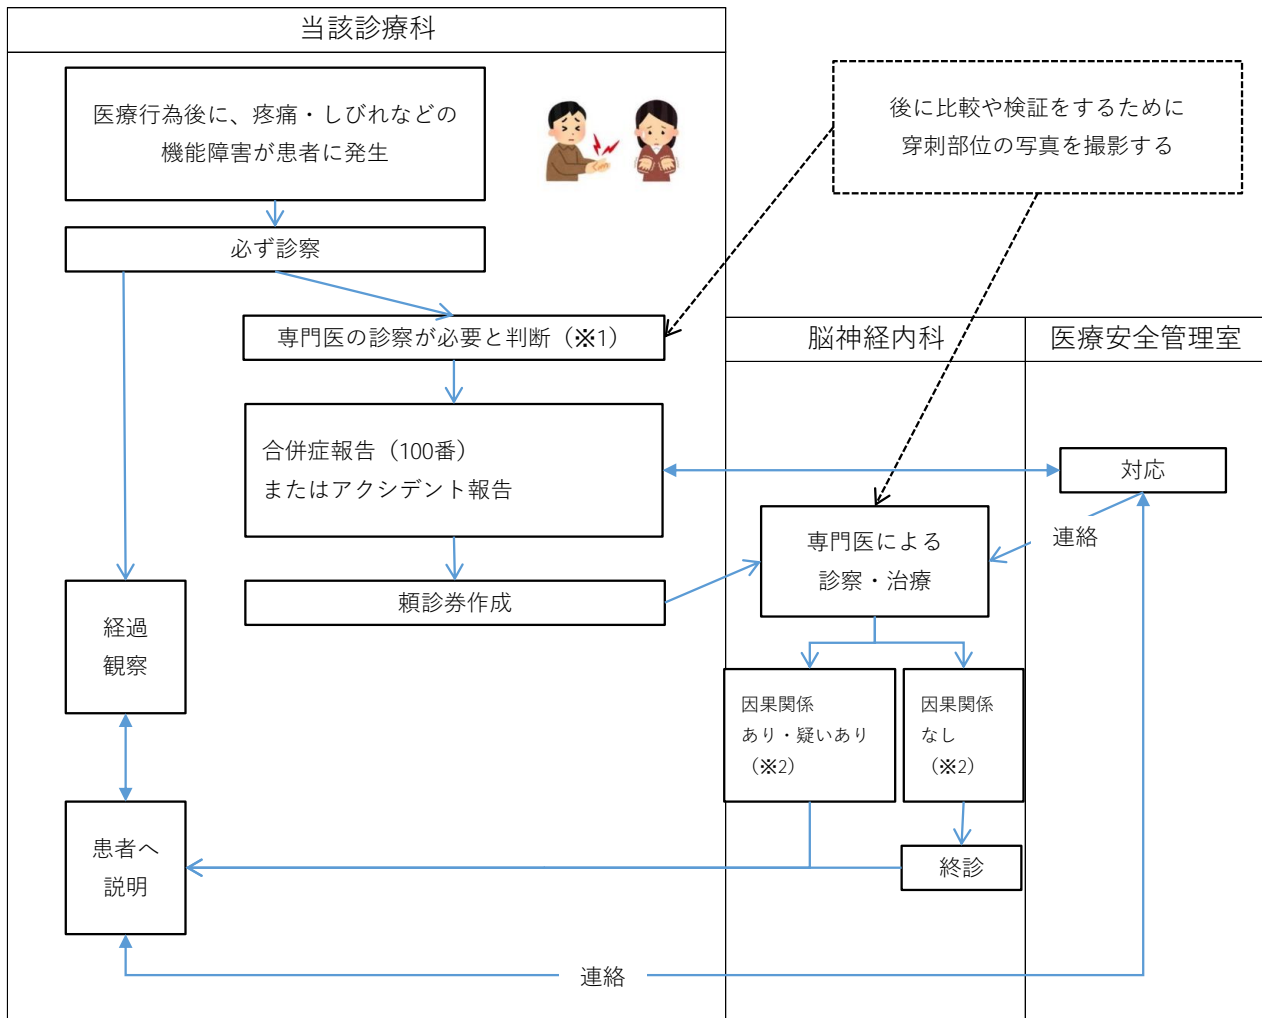 当該診療科
医療行為後に、疼痛・しびれなどの
機能障害が患者に発生
後に比較や検証をするために
穿刺部位の写真を撮影する
必ず診察
専門医の診察が必要と判断（※1）
脳神経内科
医療安全管理室
合併症報告（100番）
またはアクシデント報告
対応
連絡
専門医による
診察・治療
頼診券作成
経過
観察
因果関係
あり・疑いあり
（※2）
因果関係
なし
（※2）
患者へ
説明
終診
連絡